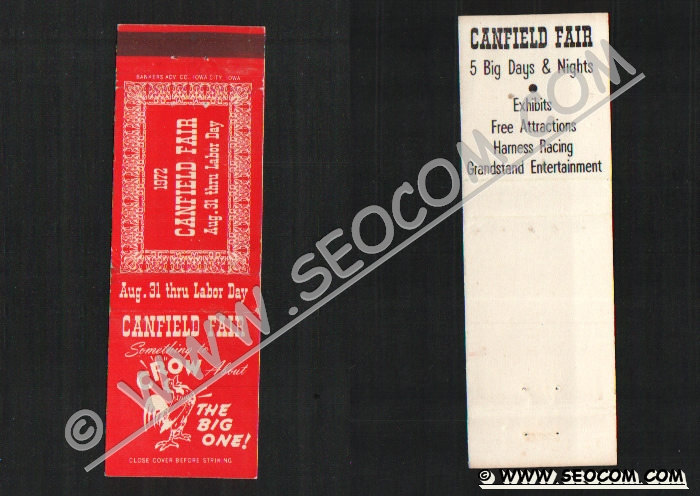 BANKERS ADV. CO. IOWA CITY, IOWA
1972
CANFIELD FAIR
Aug. 31 thru Labor Day
Aug. 31 thru Labor Day
CANFIELD FAIR
Something to
CROW About
THE
BIG
ONE!
CLOSE COVER BEFORE STRIKING
CANFIELD FAIR
5 Big Days & Nights
Exhibits
Free Attractions
Harness Racing
Grandstand Entertainment
© WWW.SEOCOM.COM
© WWW.SEOCOM.COM